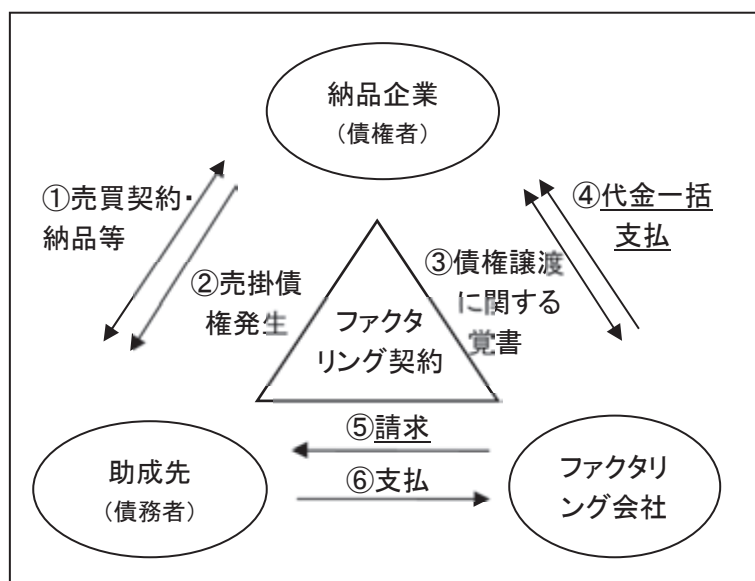 納品企業
（債権者）
①売買契約・
納品等
④代金一括
支払
②売掛債
権発生
③債権譲渡
に関する
覚書
ファクタ
リング契約
⑤請求
⑥支払
助成先
（債務者）
ファクタリ
ング会社